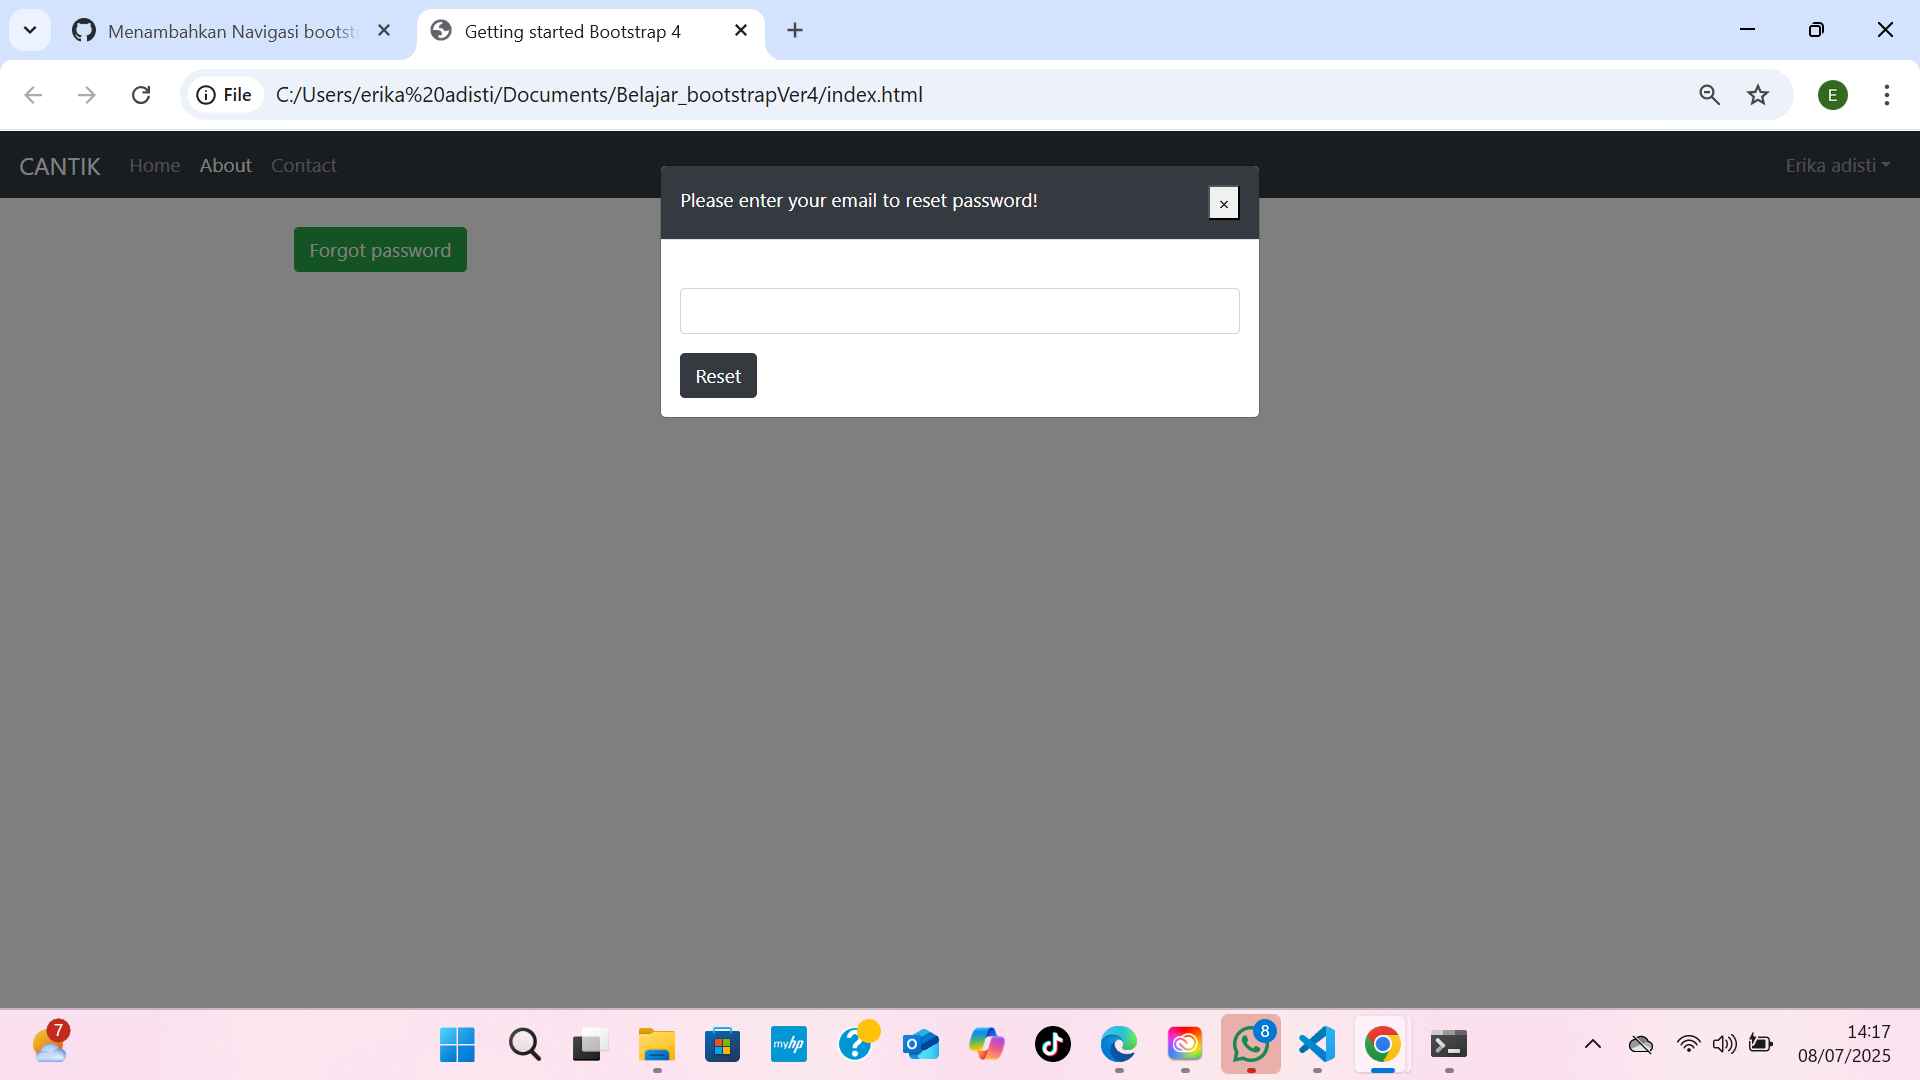 Menambahkan Navigasi bootst
Getting started Bootstrap 4
File
C:/Users/erika%20adisti/Documents/Belajar_bootstrapVer4/index.html
E
CANTIK
Home
About
Contact
Erika adisti
Please enter your email to reset password!
×
Forgot password
Reset
7
myhp
8
14:17
08/07/2025